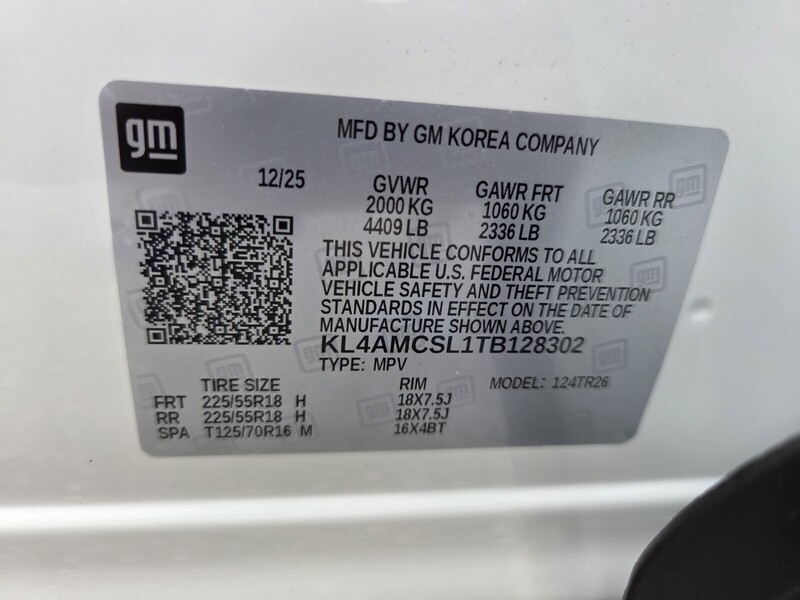 gm
MFD BY GM KOREA COMPANY
12/25 GVWR GAWR FRT GAWR RR
2000 KG 1060 KG 1060 KG
4409 LB 2336 LB 2336 LB
THIS VEHICLE CONFORMS TO ALL
APPLICABLE U.S. FEDERAL MOTOR
VEHICLE SAFETY AND THEFT PREVENTION
STANDARDS IN EFFECT ON THE DATE OF
MANUFACTURE SHOWN ABOVE.
KL4AMCSL1TB128302
TYPE: MPV
TIRE SIZE RIM MODEL: 124TR26
FRT 225/55R18 H 18X7.5J
RR 225/55R18 H 18X7.5J
SPA T125/70R16 M 16X4BT